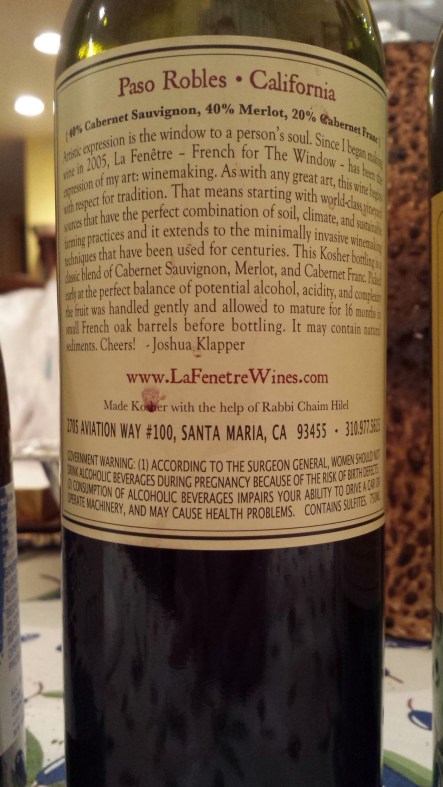 Paso Robles • California
( 40% Cabernet Sauvignon, 40% Merlot, 20% Cabernet Franc )
Artistic expression is the window to a person's soul. Since I began making
wine in 2005, La Fenêtre – French for The Window – has been the
expression of my art: winemaking. As with any great art, this wine begins
with respect for tradition. That means starting with world-class
sources that have the perfect combination of soil, climate, and sustainable
farming practices and it extends to the minimally invasive winemaking
techniques that have been used for centuries. This Kosher bottling is a
classic blend of Cabernet Sauvignon, Merlot, and Cabernet Franc. Picked
early at the perfect balance of potential alcohol, acidity, and
the fruit was handled gently and allowed to mature for 16 months in
small French oak barrels before bottling. It may contain natural
sediments. Cheers! - Joshua Klapper
www.LaFenetreWines.com
Made Kosher with the help of Rabbi Chaim Hilel
2705 AVIATION WAY #100, SANTA MARIA, CA 93455 •
GOVERNMENT WARNING: (1) ACCORDING TO THE SURGEON GENERAL, WOMEN SHOULD NOT
DRINK ALCOHOLIC BEVERAGES DURING PREGNANCY BECAUSE OF THE RISK OF BIRTH DEFECTS.
(2) CONSUMPTION OF ALCOHOLIC BEVERAGES IMPAIRS YOUR ABILITY TO DRIVE A CAR OR
OPERATE MACHINERY, AND MAY CAUSE HEALTH PROBLEMS. CONTAINS SULFITES 750ML